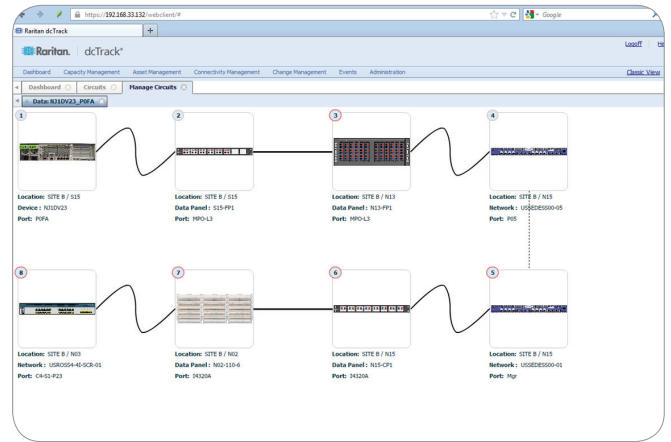 https://192.168.33.132/webclient/#
Google
Raritan dcTrack
+
Raritan. dcTrack®
Logoff
Dashboard Capacity Management Asset Management Connectivity Management Change Management Events Administration
Classic View
Dashboard Circuits Manage Circuits
Data: NJ1DV23_P0FA
1 2 3 4
Location: SITE B / S15
Device: NJ1DV23
Port: P0FA
Location: SITE B / S15
Data Panel: S15-FP1
Port: MPO-L3
Location: SITE B / N13
Data Panel: N13-FP1
Port: MPO-L3
Location: SITE B / N15
Network: USSEDESS00-05
Port: P05
8 7 6 5
Location: SITE B / N03
Network: USROSS4-4I-SCR-01
Port: C4-S1-P23
Location: SITE B / N02
Data Panel: N02-110-6
Port: I4320A
Location: SITE B / N15
Data Panel: N15-CP1
Port: I4320A
Location: SITE B / N15
Network: USSEDESS00-01
Port: Mgr